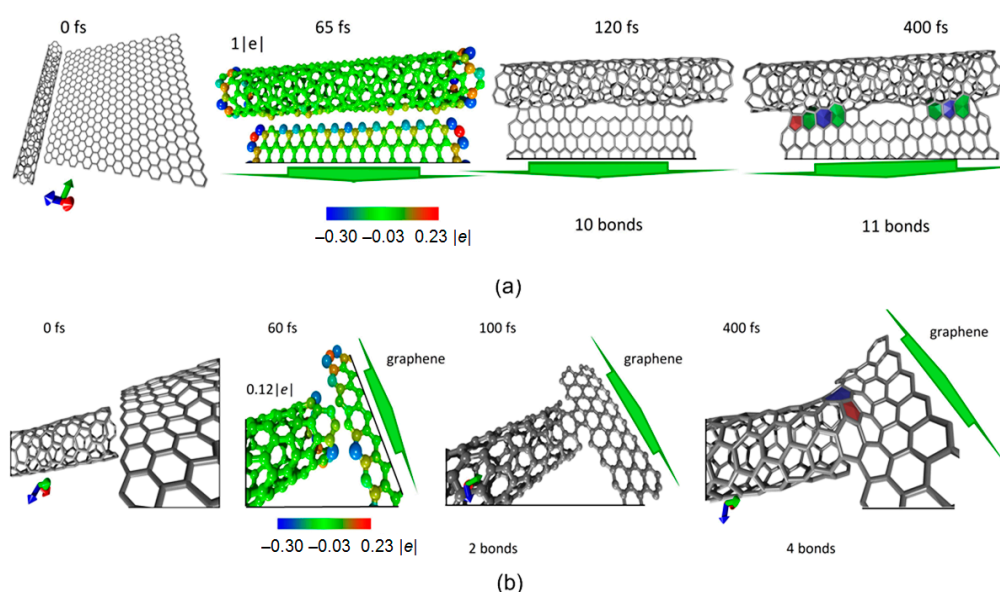 0 fs 65 fs 120 fs 400 fs
1|e|
–0.30 –0.03 0.23 |e|
10 bonds 11 bonds
(a)
0 fs 60 fs 100 fs 400 fs
graphene graphene graphene
0.12|e|
–0.30 –0.03 0.23 |e|
2 bonds 4 bonds
(b)